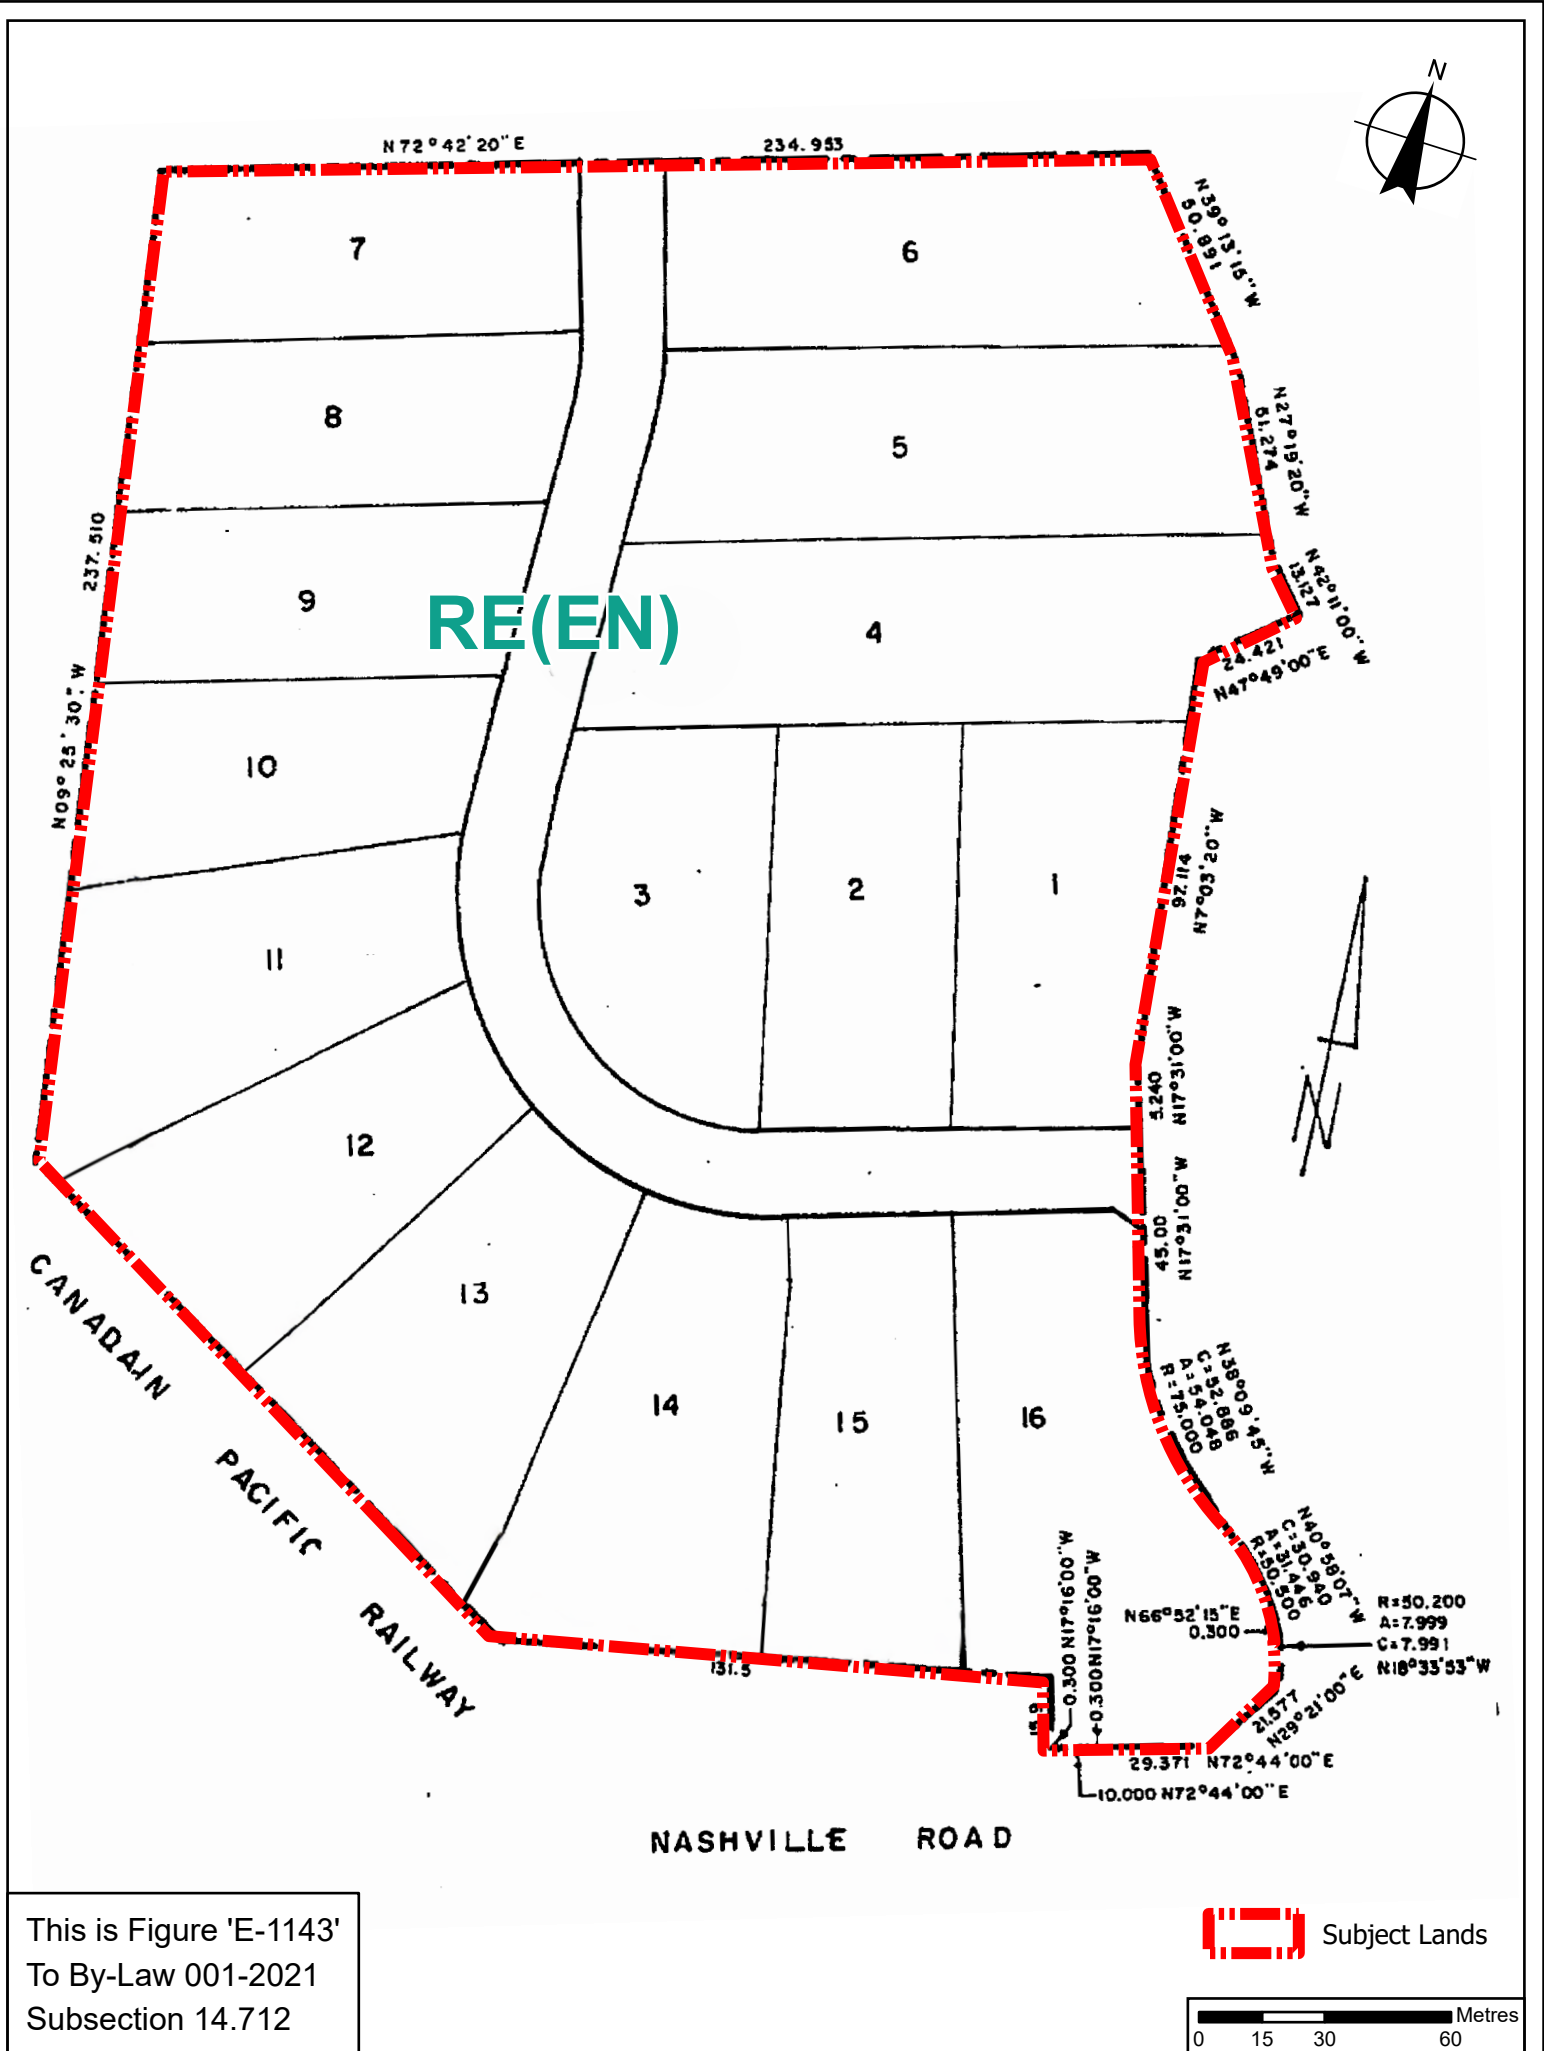 N
N72°42'20"E
234.953
N39°13'15"W
50.891
7
6
8
5
N27°19'20"W
61.274
237.510
N09°25'30"W
9
RE(EN)
4
N42°11'00"W
13.127
24.421
N47°49'00"E
10
3
2
1
97.114
N7°03'20"W
11
N
5.240
N17°31'00"W
12
45.00
N17°31'00"W
13
14
15
16
N38°09'45"W
C=52.886
A=54.048
R=75.000
CANADAIN
PACIFIC
RAILWAY
N40°58'07"W
C=30.940
A=31.446
R=50.500
N66°52'15"E
0.300
R=50.200
A=7.999
C=7.991
N18°33'53"W
0.300 N17°16'00"W
0.300 N17°16'00"W
131.5
21.577
N29°21'00"E
29.371 N72°44'00"E
10.000 N72°44'00"E
NASHVILLE ROAD
This is Figure 'E-1143'
To By-Law 001-2021
Subsection 14.712
Subject Lands
Metres
0 15 30 60